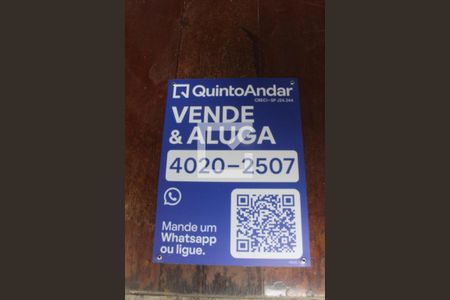 QuintoAndar
CRECI-SP J24.344
VENDE
& ALUGA
4020-2507
Mande um
Whatsapp
ou ligue.